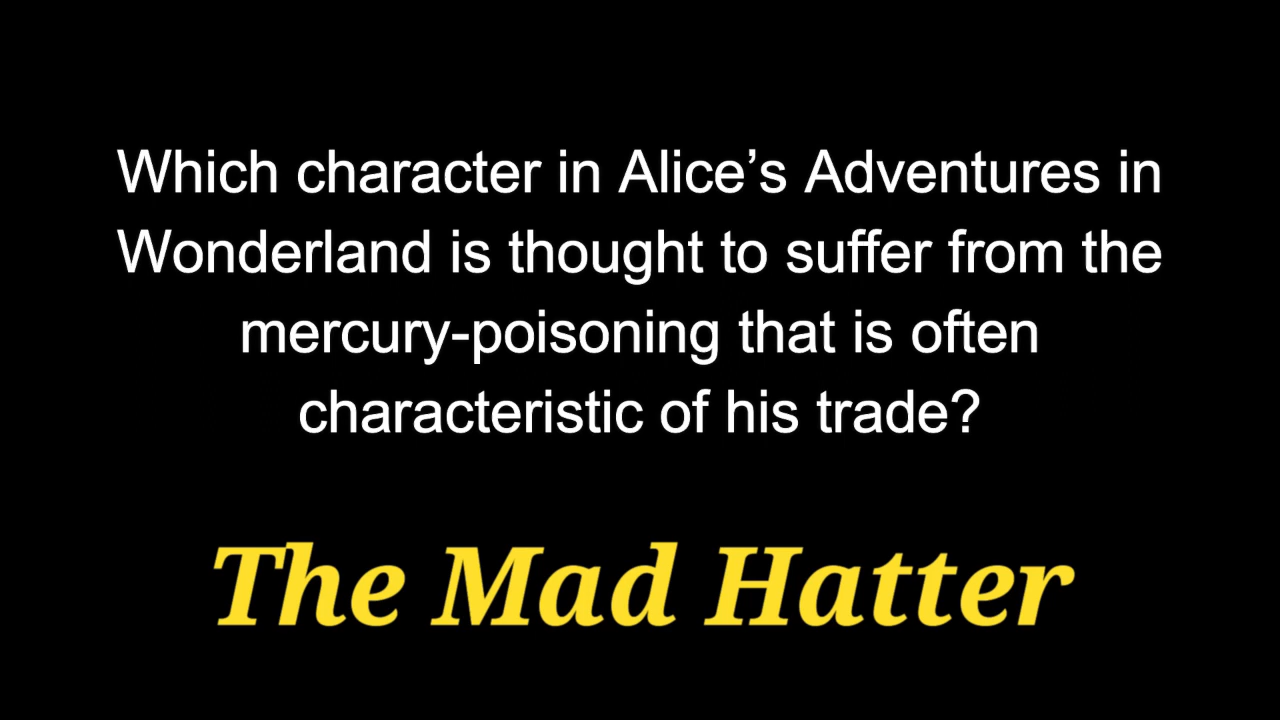 Which character in Alice’s Adventures in
Wonderland is thought to suffer from the
mercury-poisoning that is often
characteristic of his trade?
The Mad Hatter